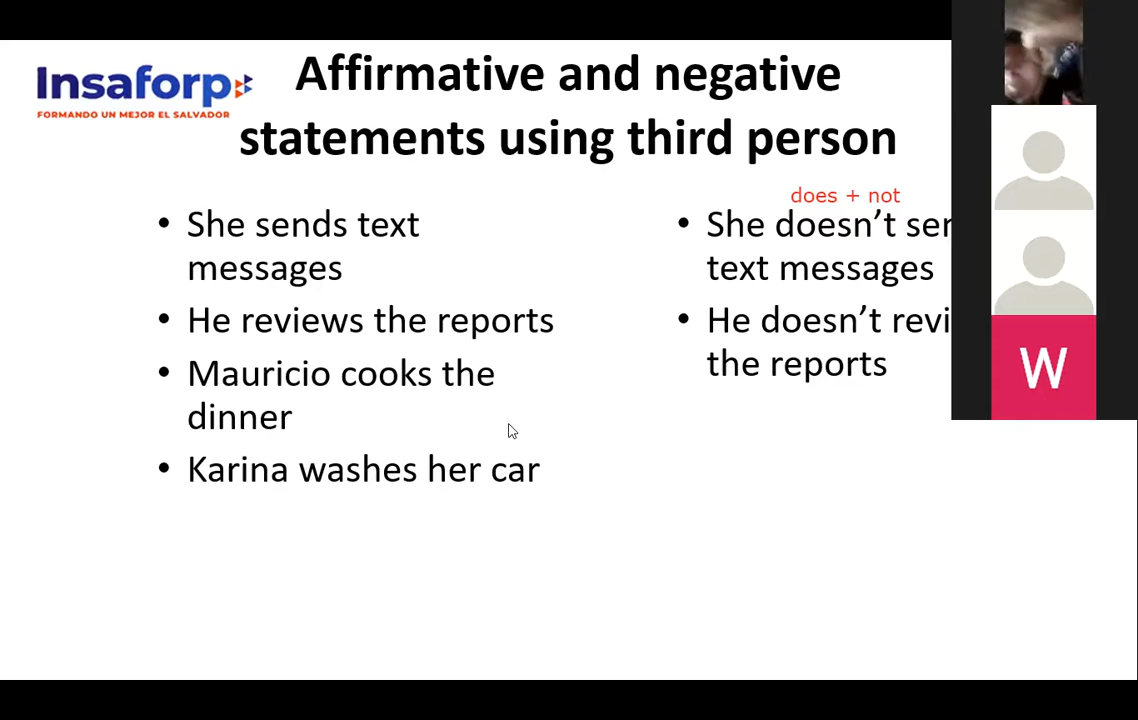 Insaforp
FORMANDO UN MEJOR EL SALVADOR
Affirmative and negative
statements using third person
• She sends text
messages
• He reviews the reports
• Mauricio cooks the
dinner
• Karina washes her car
does + not
• She doesn’t
text messages
• He doesn’t
the reports
W